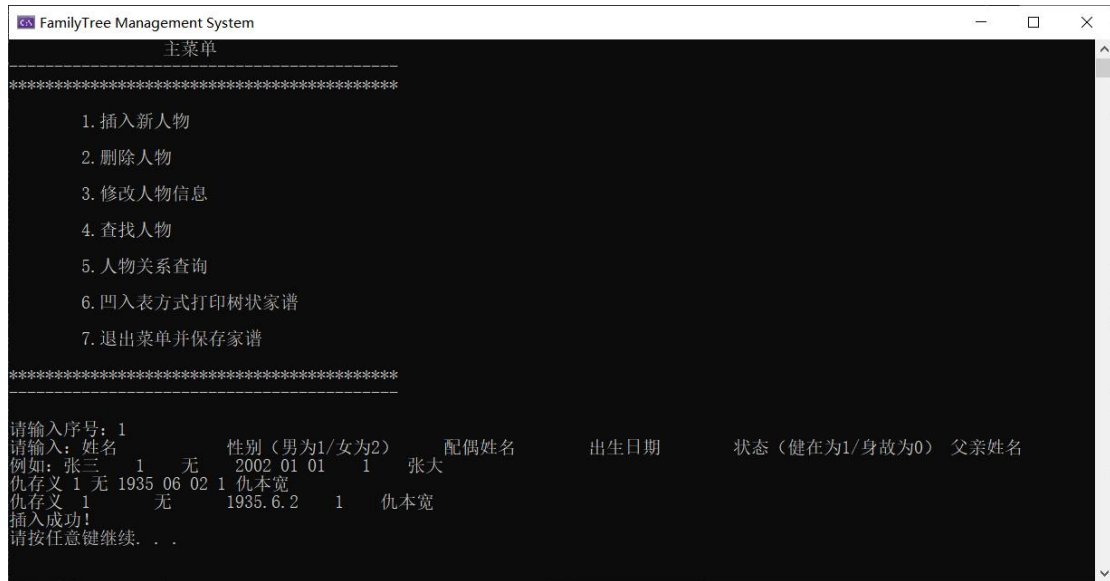 FamilyTree Management System
主菜单
--------------------------------------------
*******************************************
1.插入新人物
2.删除人物
3.修改人物信息
4.查找人物
5.人物关系查询
6.凹入表方式打印树状家谱
7.退出菜单并保存家谱
*******************************************
--------------------------------------------
请输入序号：1
请输入：姓名 性别（男为1/女为2） 配偶姓名 出生日期 状态（健在为1/身故为0） 父亲姓名
例如：张三 1 无 2002 01 01 1 张大
仇存义 1 无 1935 06 02 1 仇本宽
仇存义 1 无 1935.6.2 1 仇本宽
插入成功！
请按任意键继续. . .